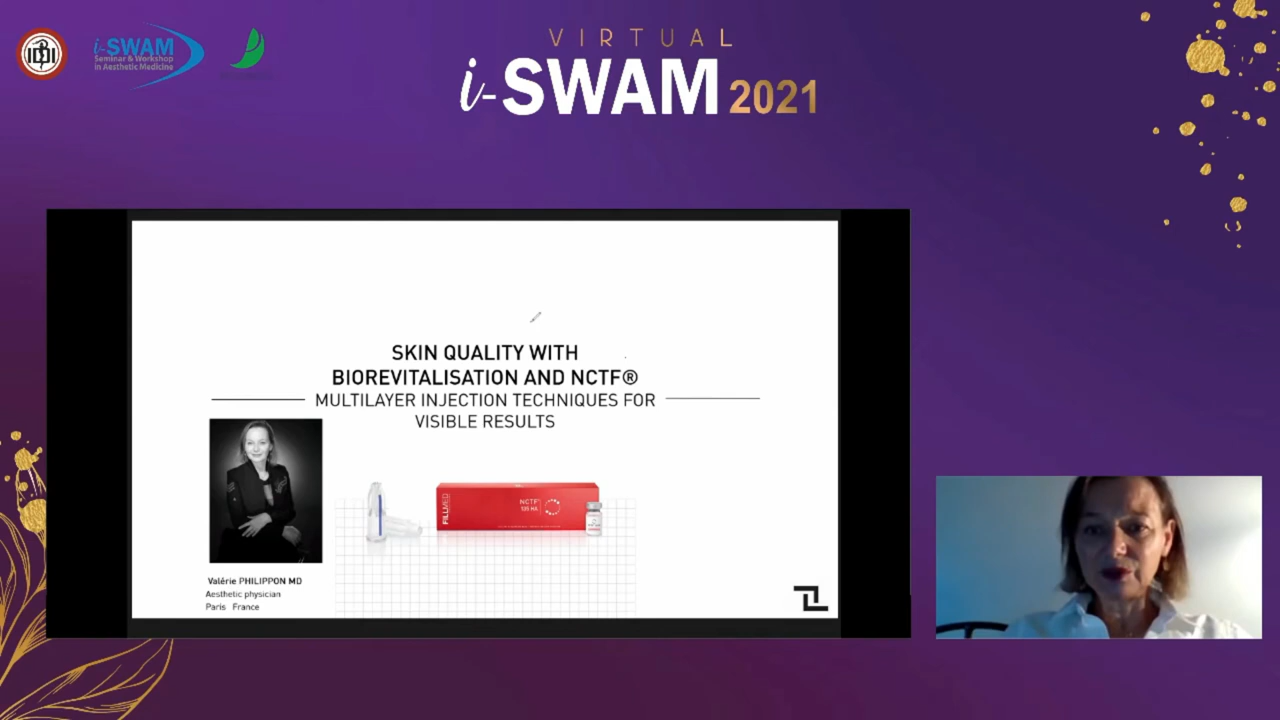 IDI
i-SWAM
Seminar & Workshop
in Aesthetic Medicine
VIRTUAL
i-SWAM 2021
SKIN QUALITY WITH
BIOREVITALISATION AND NCTF®
MULTILAYER INJECTION TECHNIQUES FOR
VISIBLE RESULTS
FILLMED
NCTF®
135 HA
Valérie PHILIPPON MD
Aesthetic physician
Paris France